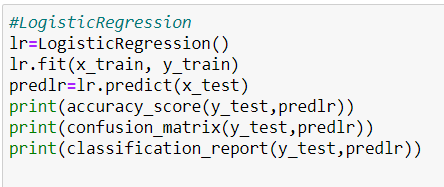 #LogisticRegression
lr=LogisticRegression()
lr.fit(x_train, y_train)
predlr=lr.predict(x_test)
print(accuracy_score(y_test,predlr))
print(confusion_matrix(y_test,predlr))
print(classification_report(y_test,predlr))